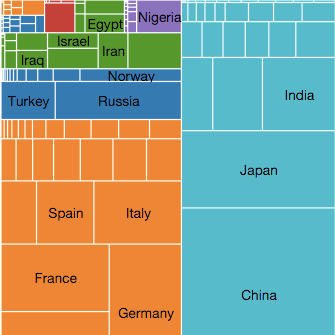 Egypt
Nigeria
Israel
Iran
Iraq
Norway
Turkey
Russia
India
Japan
Spain
Italy
France
China
Germany